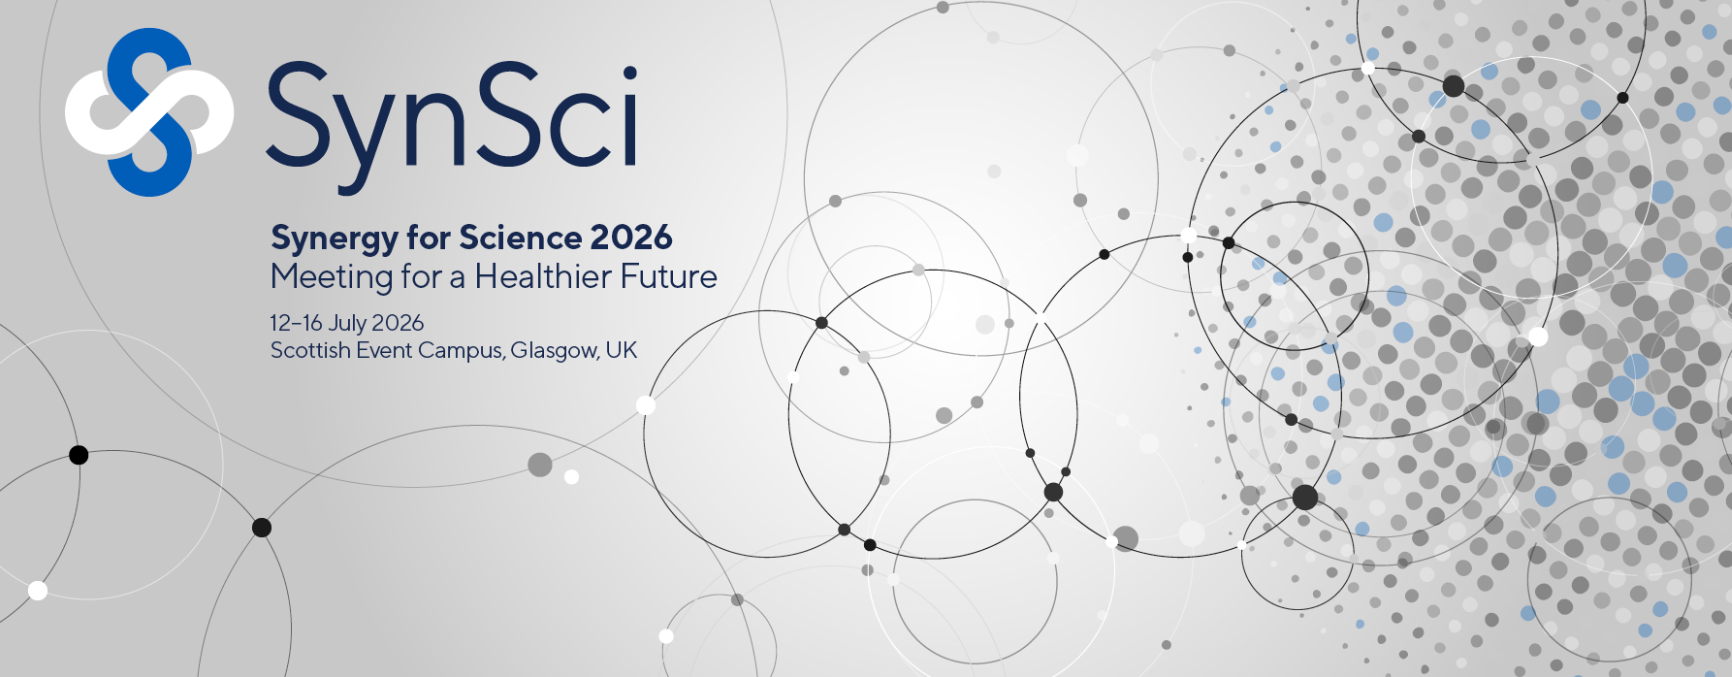 SynSci
Synergy for Science 2026
Meeting for a Healthier Future
12–16 July 2026
Scottish Event Campus, Glasgow, UK